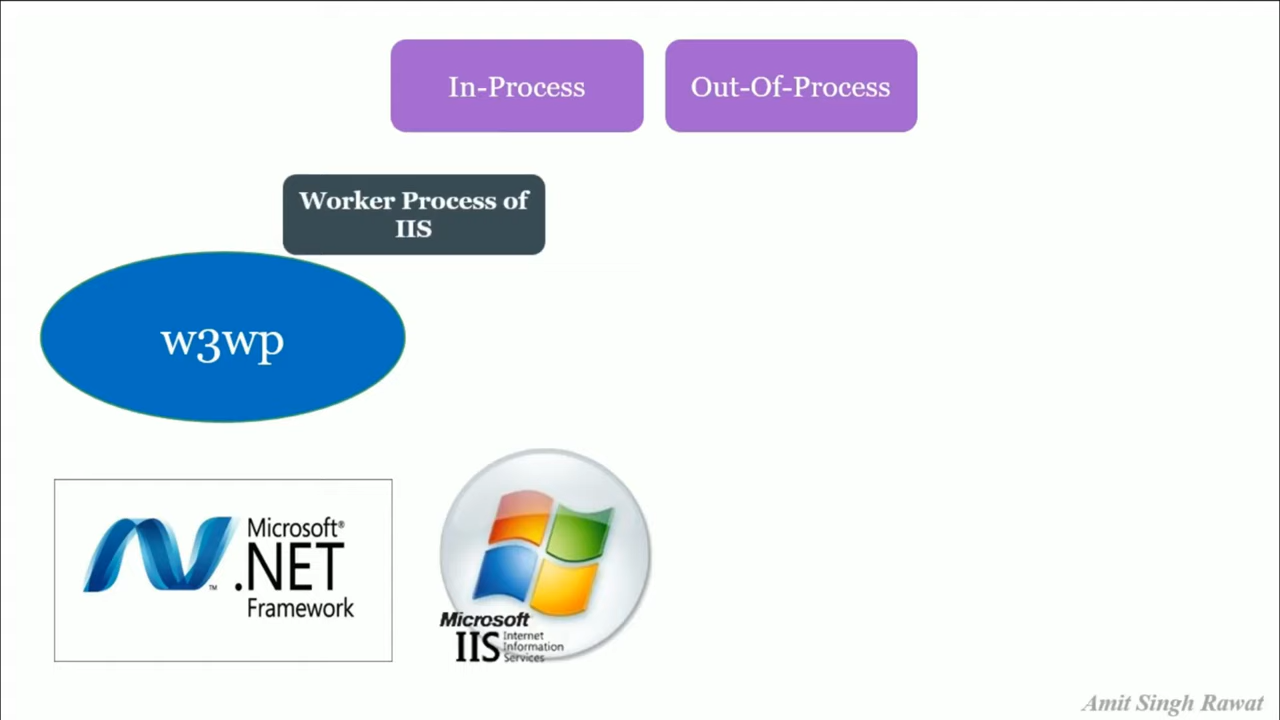 In-Process
Out-Of-Process
Worker Process of
IIS
w3wp
Microsoft®
.NET
™
Framework
Microsoft
IIS
Internet
Information
Services
Amit Singh Rawat